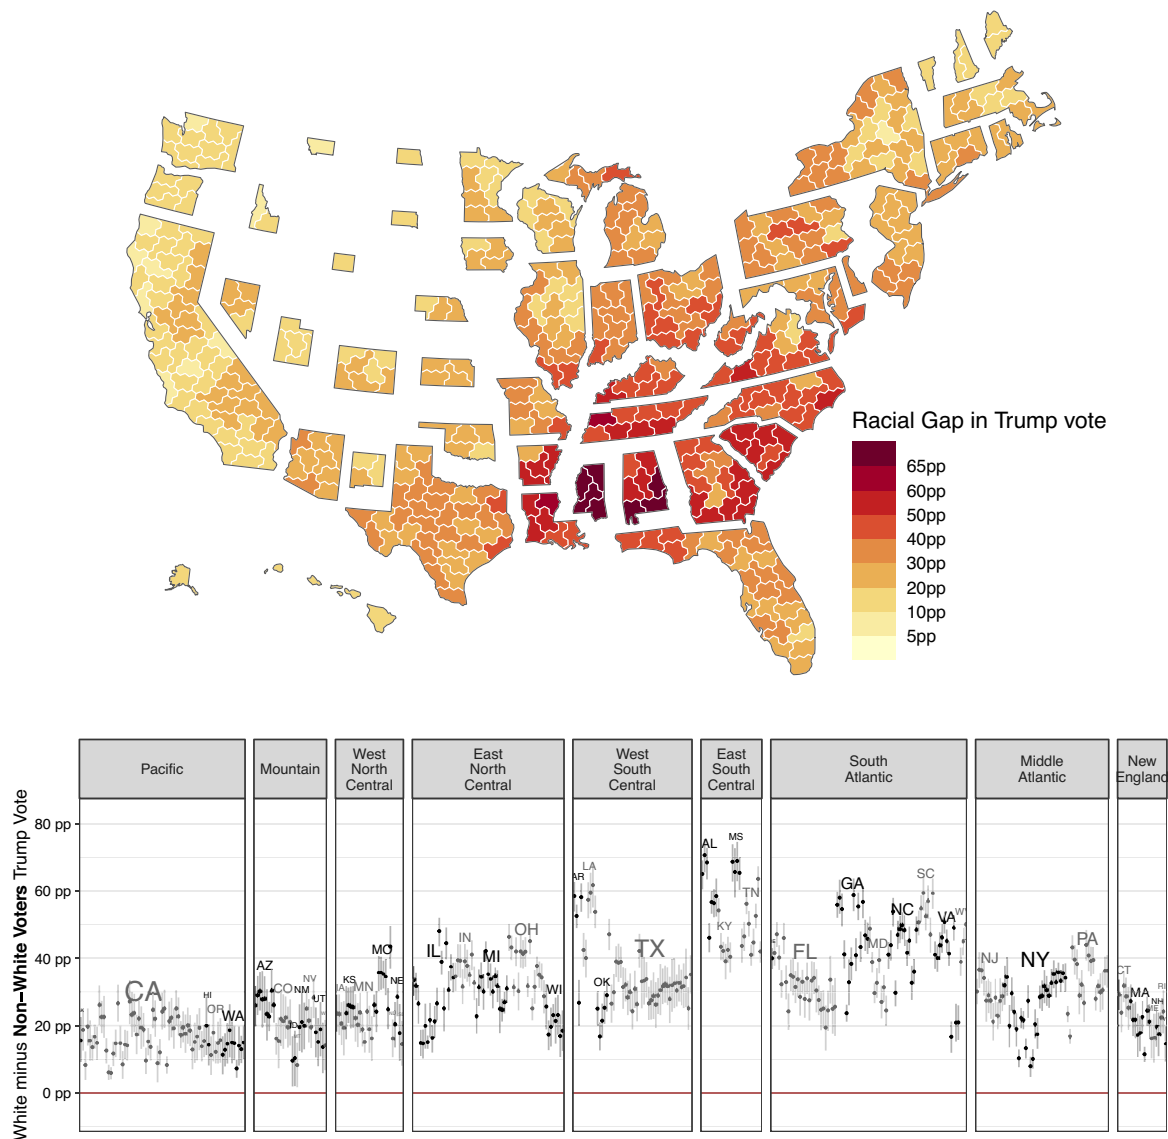 Racial Gap in Trump vote
65pp
60pp
50pp
40pp
30pp
20pp
10pp
5pp
White minus Non−White Voters Trump Vote
Pacific
Mountain
West
North
Central
East
North
Central
West
South
Central
East
South
Central
South
Atlantic
Middle
Atlantic
New
England
80 pp
60 pp
40 pp
20 pp
0 pp
CA
HI
OR
WA
AZ
CO
NM
NV
UT
ID
KS
MN
MO
NE
IA
IL
IN
MI
OH
WI
AR
LA
OK
TX
AL
KY
MS
TN
FL
GA
MD
NC
SC
VA
NJ
NY
PA
CT
MA
ME
NH
RI